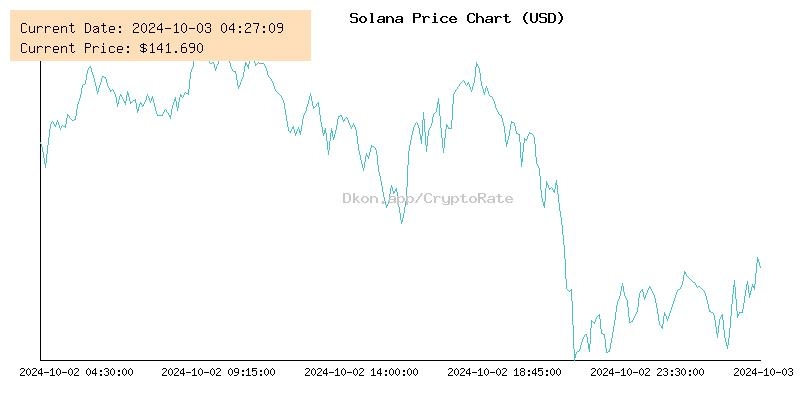 Solana Price Chart (USD)
Current Date: 2024-10-03 04:27:09
Current Price: $141.690
Dkon.app/CryptoRate
2024-10-02 04:30:00 2024-10-02 09:15:00 2024-10-02 14:00:00 2024-10-02 18:45:00 2024-10-02 23:30:00 2024-10-03